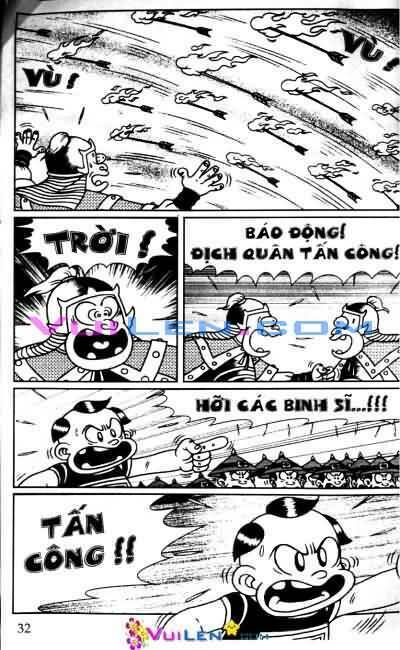 VÙ!
VÙ!
TRỜI!
BÁO ĐỘNG!
ĐỊCH QUÂN TẤN CÔNG!
VUILEN.COM
HỠI CÁC BINH SĨ...!!!
TẤN
CÔNG!!
32
VUILEN
.COM